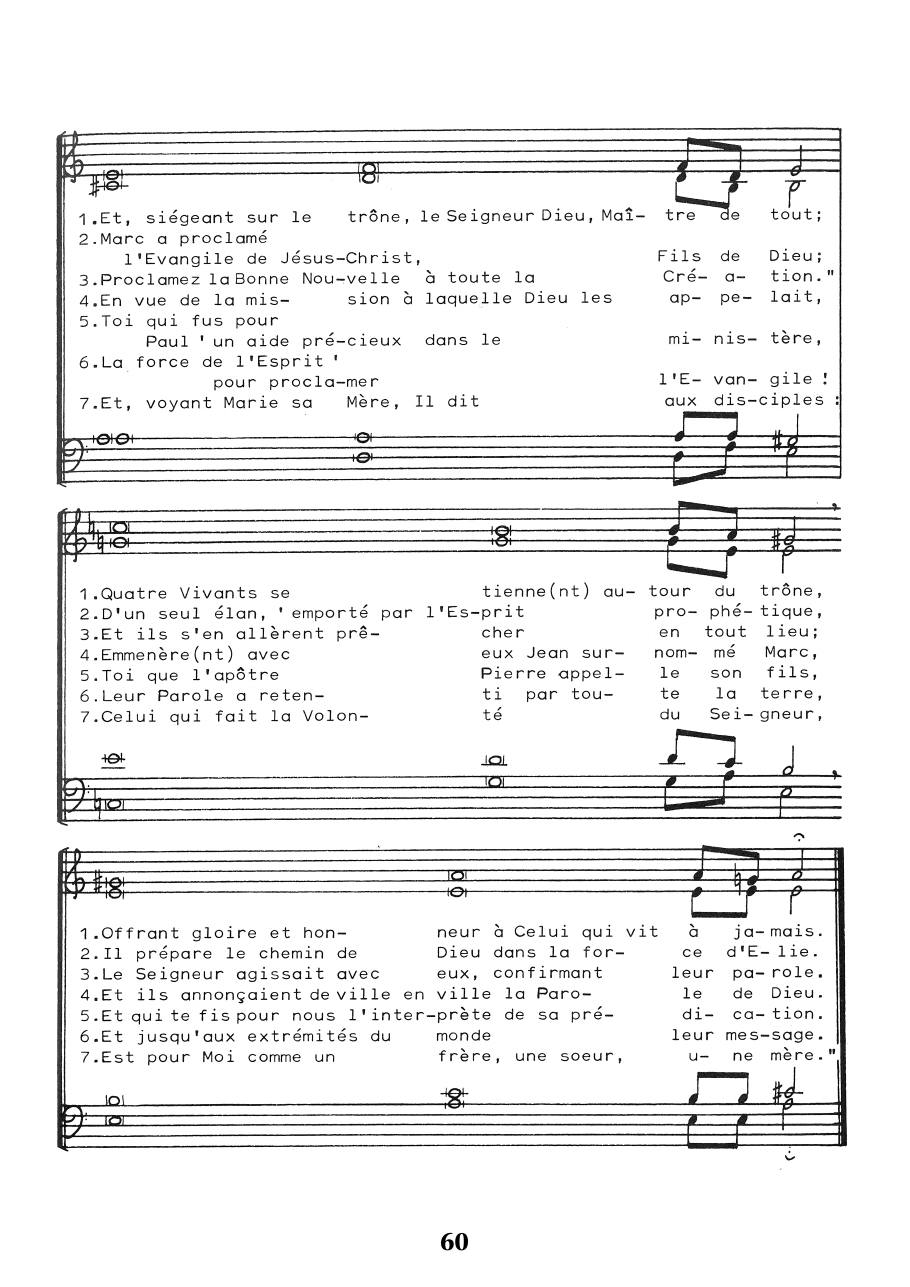 1.Et, siégeant sur le trône, le Seigneur Dieu, Maî- tre de tout;
2.Marc a proclamé
l'Evangile de Jésus-Christ, Fils de Dieu;
3.Proclamez la Bonne Nou-velle à toute la Cré- a- tion."
4.En vue de la mis- sion à laquelle Dieu les ap- pe- lait,
5.Toi qui fus pour
Paul ' un aide pré-cieux dans le mi- nis- tère,
6.La force de l'Esprit '
pour procla-mer l'E- van- gile !
7.Et, voyant Marie sa Mère, Il dit aux dis-ciples :
1.Quatre Vivants se tienne(nt) au- tour du trône,
2.D'un seul élan, ' emporté par l'Es-prit pro- phé-tique,
3.Et ils s'en allèrent prê- cher en tout lieu;
4.Emmenère(nt) avec eux Jean sur- nom- mé Marc,
5.Toi que l'apôtre Pierre appel- le son fils,
6.Leur Parole a reten- ti par tou- te la terre,
7.Celui qui fait la Volon- té du Sei-gneur,
1.Offrant gloire et hon- neur à Celui qui vit à ja-mais.
2.Il prépare le chemin de Dieu dans la for- ce d'E-lie.
3.Le Seigneur agissait avec eux, confirmant leur pa-role.
4.Et ils annonçaient de ville en ville la Paro- le de Dieu.
5.Et qui te fis pour nous l'inter-prète de sa pré- di- ca-tion.
6.Et jusqu'aux extrémités du monde leur mes-sage.
7.Est pour Moi comme un frère, une soeur, u- ne mère."
60